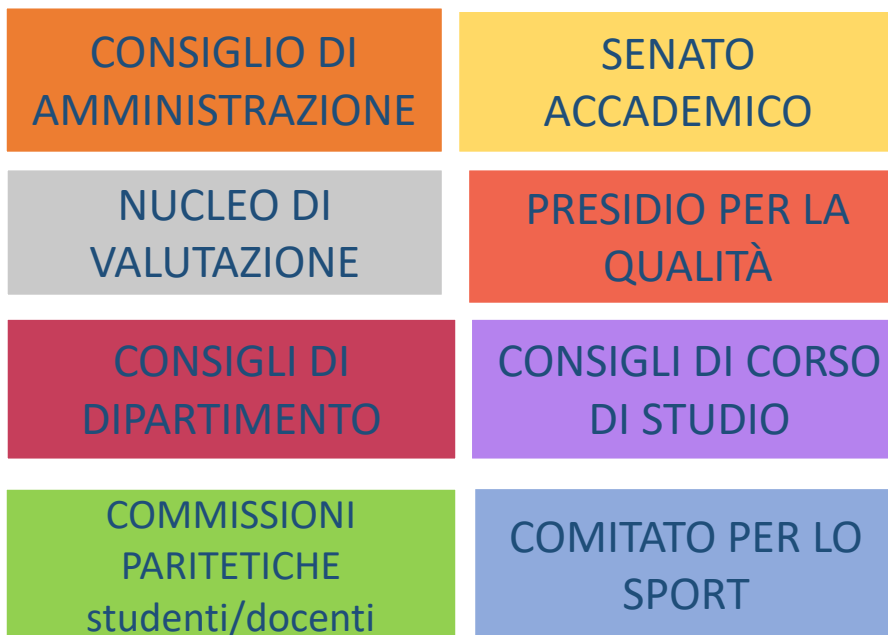 CONSIGLIO DI
AMMINISTRAZIONE
SENATO
ACCADEMICO
NUCLEO DI
VALUTAZIONE
PRESIDIO PER LA
QUALITÀ
CONSIGLI DI
DIPARTIMENTO
CONSIGLI DI CORSO
DI STUDIO
COMMISSIONI
PARITETICHE
studenti/docenti
COMITATO PER LO
SPORT